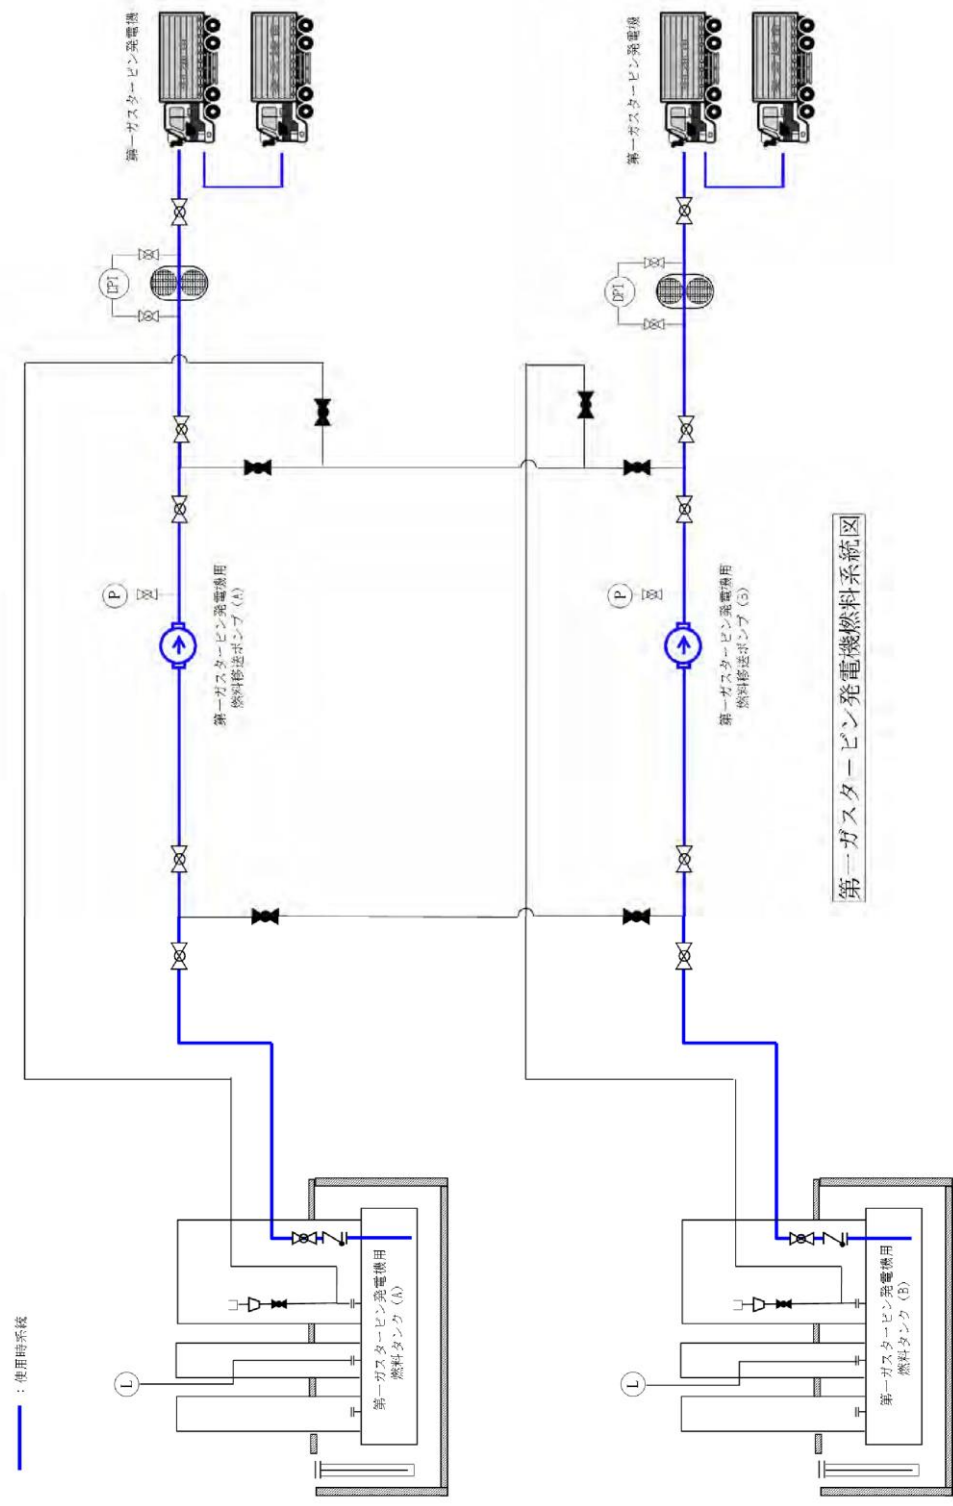 第一ガスタービン発電機
第一ガスタービン発電機
DPI
DPI
P
第一ガスタービン発電機用
燃料移送ポンプ (A)
P
第一ガスタービン発電機用
燃料移送ポンプ (B)
第一ガスタービン発電機燃料系統図
第一ガスタービン発電機用
燃料タンク (A)
L
第一ガスタービン発電機用
燃料タンク (B)
L
：使用時系統